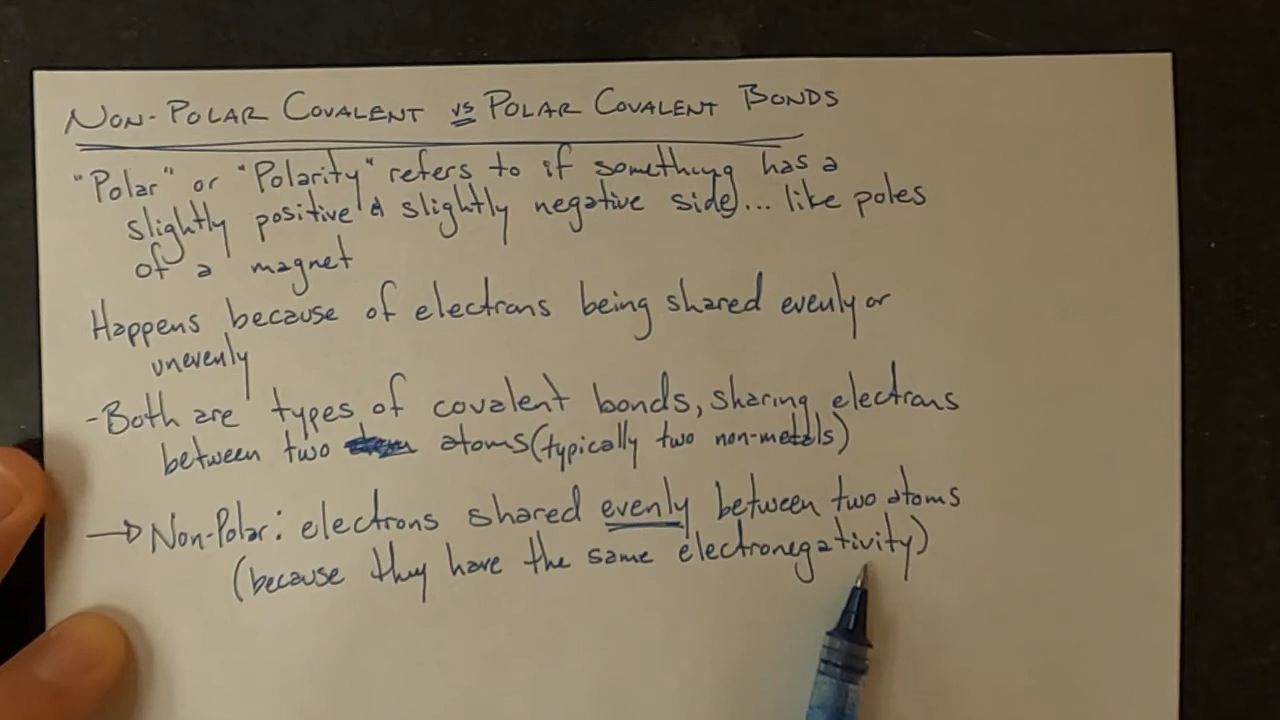 NON-POLAR COVALENT vs POLAR COVALENT BONDS
"Polar" or "Polarity" refers to if something has a
slightly positive & slightly negative side... like poles
of a magnet
Happens because of electrons being shared evenly or
unevenly
-Both are types of covalent bonds, sharing electrons
between two atoms (typically two non-metals)
→ Non-Polar: electrons shared evenly between two atoms
(because they have the same electronegativity)